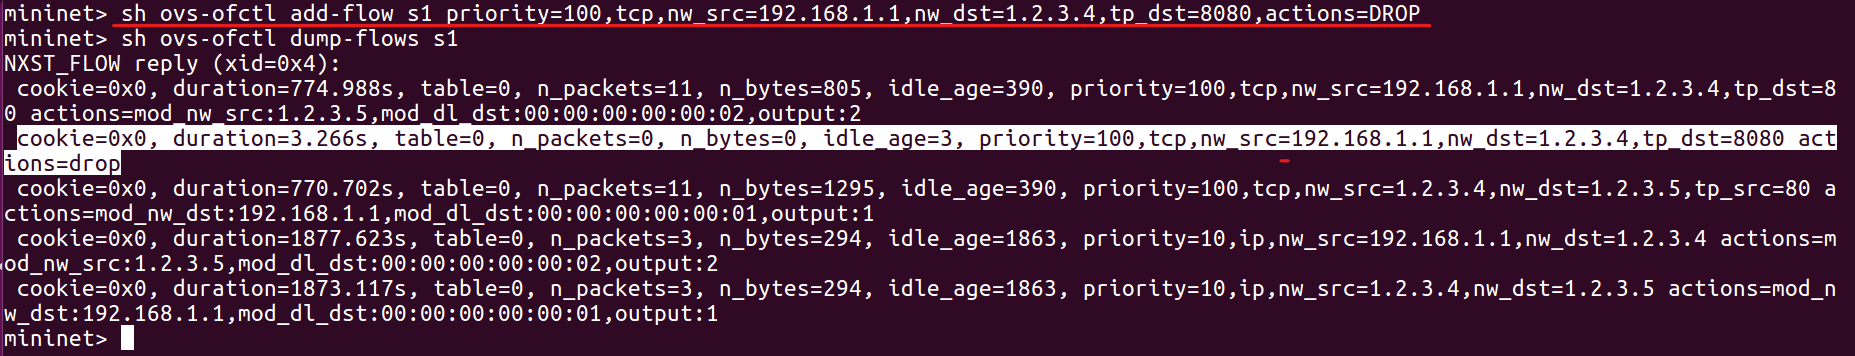 mininet> sh ovs-ofctl add-flow s1 priority=100,tcp,nw_src=192.168.1.1,nw_dst=1.2.3.4,tp_dst=8080,actions=DROP
mininet> sh ovs-ofctl dump-flows s1
NXST_FLOW reply (xid=0x4):
 cookie=0x0, duration=774.988s, table=0, n_packets=11, n_bytes=805, idle_age=390, priority=100,tcp,nw_src=192.168.1.1,nw_dst=1.2.3.4,tp_dst=8
0 actions=mod_nw_src:1.2.3.5,mod_dl_dst:00:00:00:00:00:02,output:2
 cookie=0x0, duration=3.266s, table=0, n_packets=0, n_bytes=0, idle_age=3, priority=100,tcp,nw_src=192.168.1.1,nw_dst=1.2.3.4,tp_dst=8080 act
ions=drop
 cookie=0x0, duration=770.702s, table=0, n_packets=11, n_bytes=1295, idle_age=390, priority=100,tcp,nw_src=1.2.3.4,nw_dst=1.2.3.5,tp_src=80 a
ctions=mod_nw_dst:192.168.1.1,mod_dl_dst:00:00:00:00:00:01,output:1
 cookie=0x0, duration=1877.623s, table=0, n_packets=3, n_bytes=294, idle_age=1863, priority=10,ip,nw_src=192.168.1.1,nw_dst=1.2.3.4 actions=m
od_nw_src:1.2.3.5,mod_dl_dst:00:00:00:00:00:02,output:2
 cookie=0x0, duration=1873.117s, table=0, n_packets=3, n_bytes=294, idle_age=1863, priority=10,ip,nw_src=1.2.3.4,nw_dst=1.2.3.5 actions=mod_n
w_dst:192.168.1.1,mod_dl_dst:00:00:00:00:00:01,output:1
mininet>